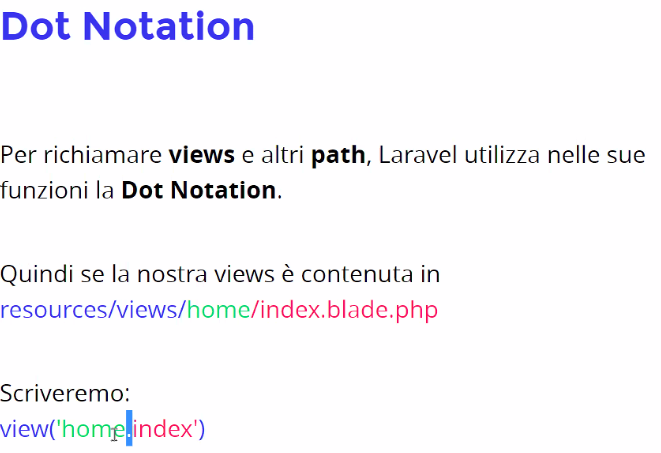 Dot Notation
Per richiamare views e altri path, Laravel utilizza nelle sue
funzioni la Dot Notation.
Quindi se la nostra views è contenuta in
resources/views/home/index.blade.php
Scriveremo:
view('home.index')